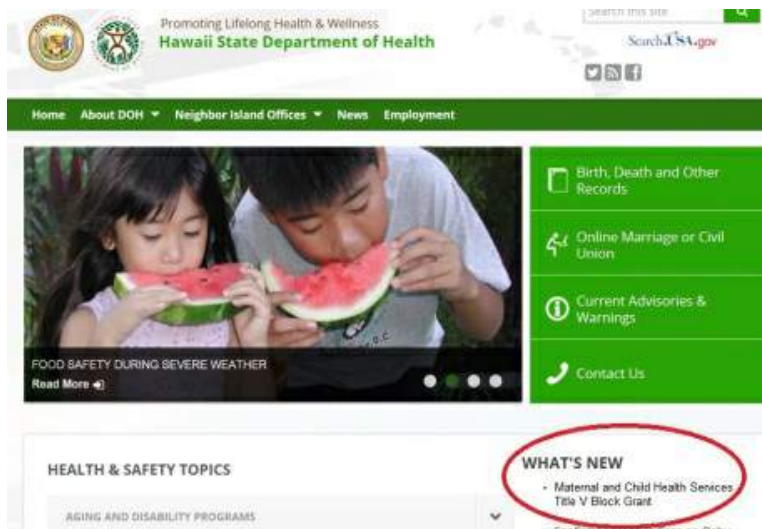 Promoting Lifelong Health & Wellness
Hawaii State Department of Health
Search this site
Search.USA.gov
Home About DOH Neighbor Island Offices News Employment
Birth, Death and Other
Records
Online Marriage or Civil
Union
Current Advisories &
Warnings
Contact Us
FOOD SAFETY DURING SEVERE WEATHER
Read More
HEALTH & SAFETY TOPICS
AGING AND DISABILITY PROGRAMS
WHAT'S NEW
Maternal and Child Health Services
Title V Block Grant